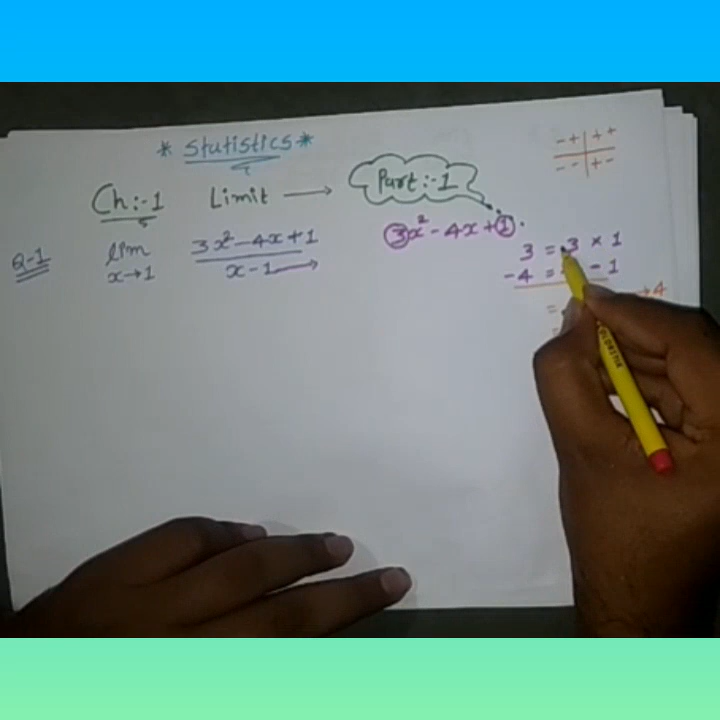 * Statistics *
Ch:-1 Limit → Part:-1
- + + +
- - + -
Q-1 lim x→1 3x² - 4x + 1
x - 1 →
3x² - 4x + 1
3 = 3 × 1
- 4 = - 1
→ 4
=